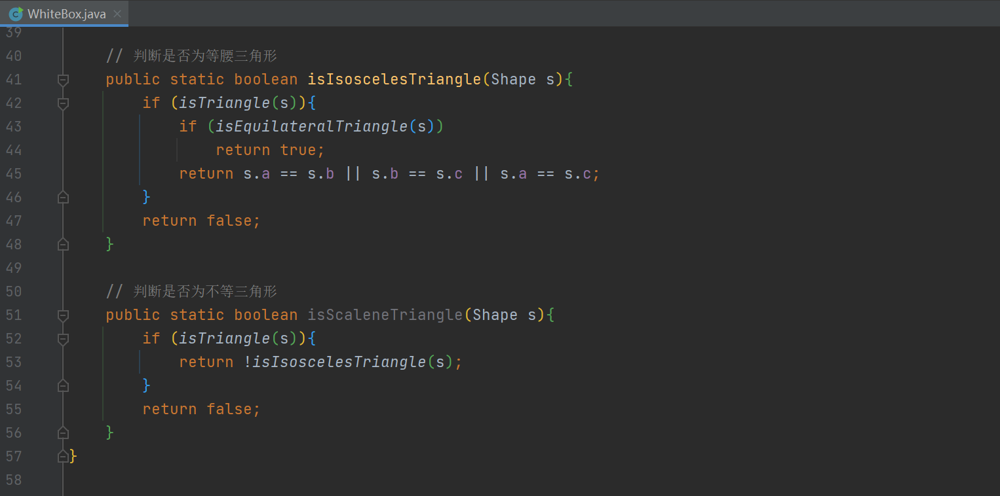 WhiteBox.java
39
40 // 判断是否为等腰三角形
41 public static boolean isIsoscelesTriangle(Shape s){
42 if (isTriangle(s)){
43 if (isEquilateralTriangle(s))
44 return true;
45 return s.a == s.b || s.b == s.c || s.a == s.c;
46 }
47 return false;
48 }
49
50 // 判断是否为不等三角形
51 public static boolean isScaleneTriangle(Shape s){
52 if (isTriangle(s)){
53 return !isIsoscelesTriangle(s);
54 }
55 return false;
56 }
57 }
58